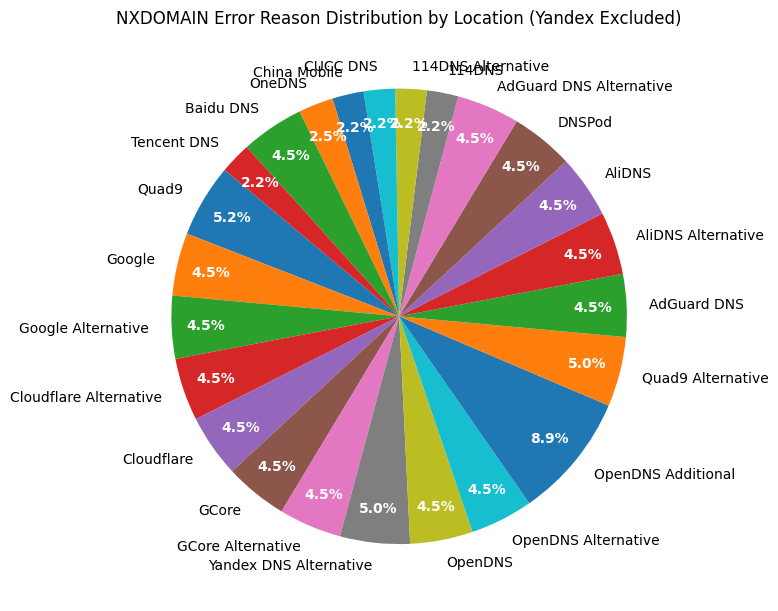 NXDOMAIN Error Reason Distribution by Location (Yandex Excluded)
Quad9
5.2%
Google
4.5%
Google Alternative
4.5%
Cloudflare Alternative
4.5%
Cloudflare
4.5%
GCore
4.5%
GCore Alternative
4.5%
Yandex DNS Alternative
5.0%
OpenDNS
4.5%
OpenDNS Alternative
4.5%
OpenDNS Additional
8.9%
Quad9 Alternative
5.0%
AdGuard DNS
4.5%
AliDNS Alternative
4.5%
AliDNS
4.5%
DNSPod
4.5%
AdGuard DNS Alternative
4.5%
114DNS
2.2%
114DNS Alternative
2.2%
CUCC DNS
2.2%
China Mobile
2.2%
OneDNS
2.5%
Baidu DNS
4.5%
Tencent DNS
2.2%